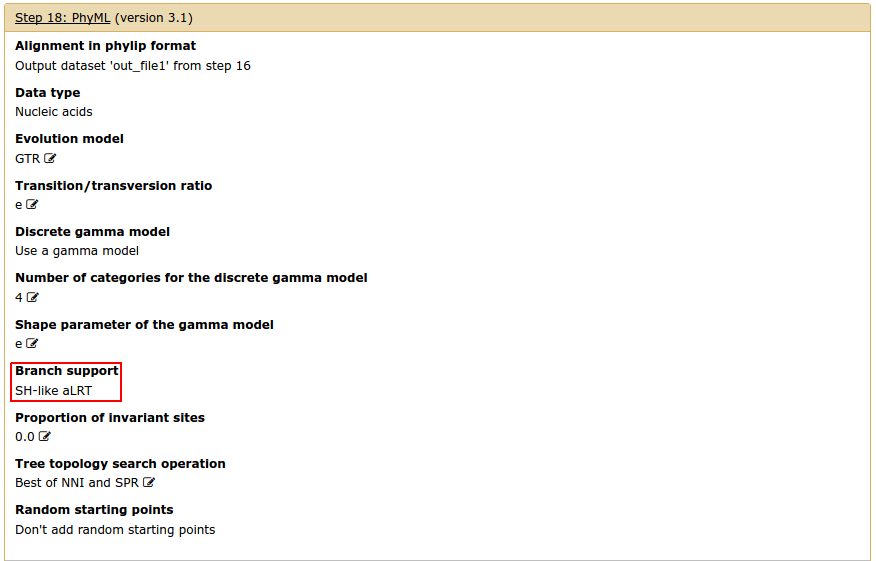 Step 18: PhyML (version 3.1)
Alignment in phylip format
Output dataset 'out_file1' from step 16
Data type
Nucleic acids
Evolution model
GTR
Transition/transversion ratio
e
Discrete gamma model
Use a gamma model
Number of categories for the discrete gamma model
4
Shape parameter of the gamma model
e
Branch support
SH-like aLRT
Proportion of invariant sites
0.0
Tree topology search operation
Best of NNI and SPR
Random starting points
Don't add random starting points